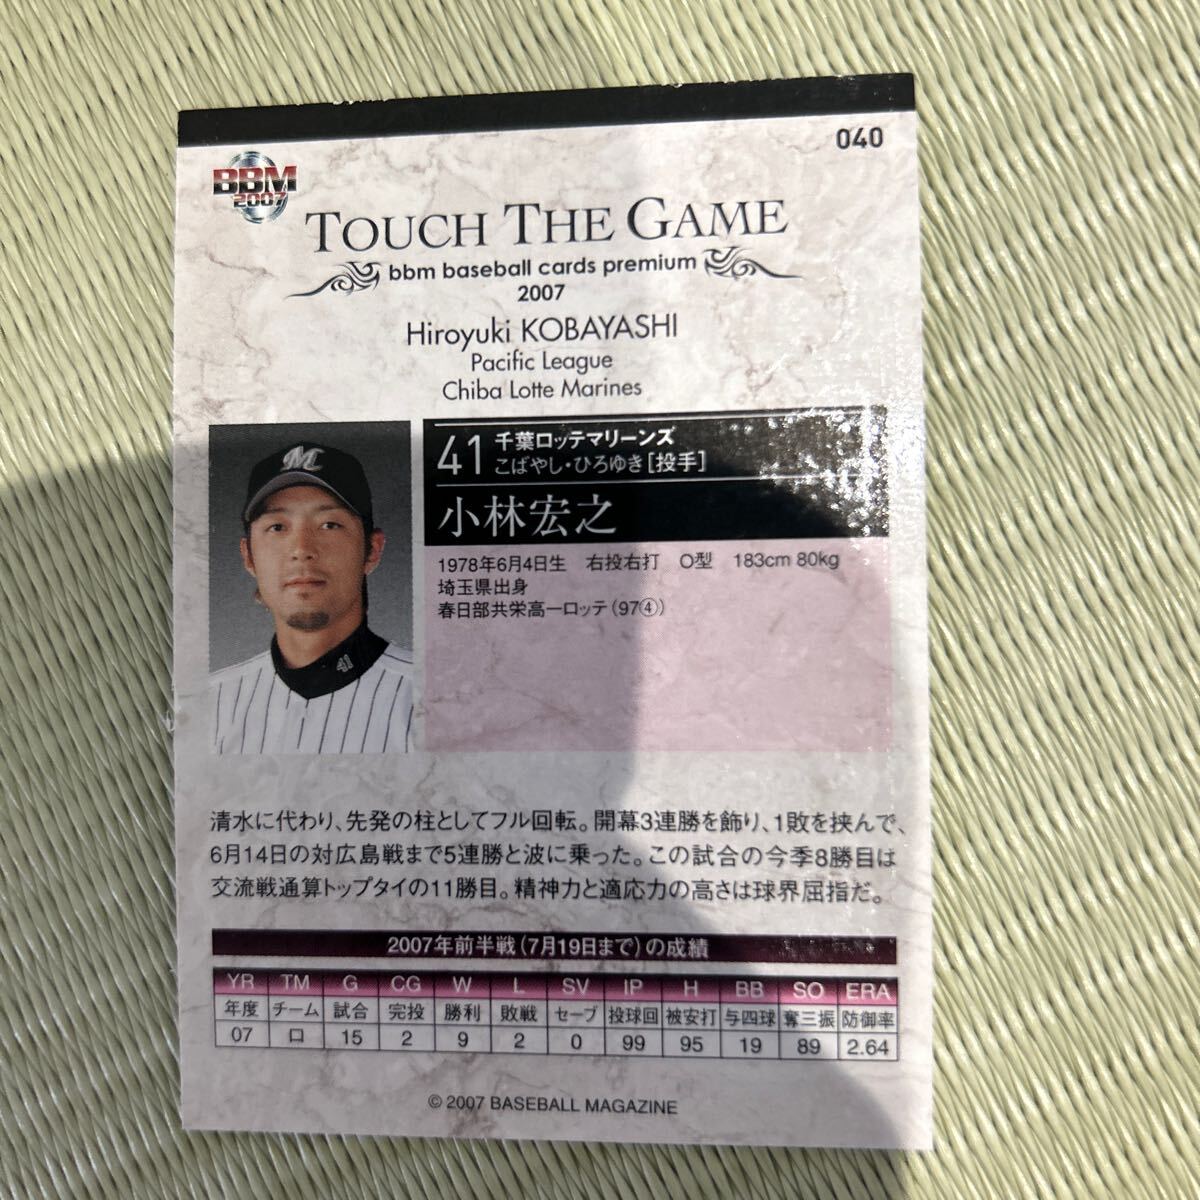 040
BBM
2007
TOUCH THE GAME
bbm baseball cards premium
2007
Hiroyuki KOBAYASHI
Pacific League
Chiba Lotte Marines
M
41
41 千葉ロッテマリーンズ
こばやし・ひろゆき[投手]
小林宏之
1978年6月4日生 右投右打 O型 183cm 80kg
埼玉県出身
春日部共栄高ーロッテ(97④)
清水に代わり、先発の柱としてフル回転。開幕3連勝を飾り、1敗を挟んで、
6月14日の対広島戦まで5連勝と波に乗った。この試合の今季8勝目は
交流戦通算トップタイの11勝目。精神力と適応力の高さは球界屈指だ。
2007年前半戦(7月19日まで)の成績
YR TM G CG W L SV IP H BB SO ERA
年度 チーム 試合 完投 勝利 敗戦 セーブ 投球回 被安打 与四球 奪三振 防御率
07 ロ 15 2 9 2 0 99 95 19 89 2.64
© 2007 BASEBALL MAGAZINE